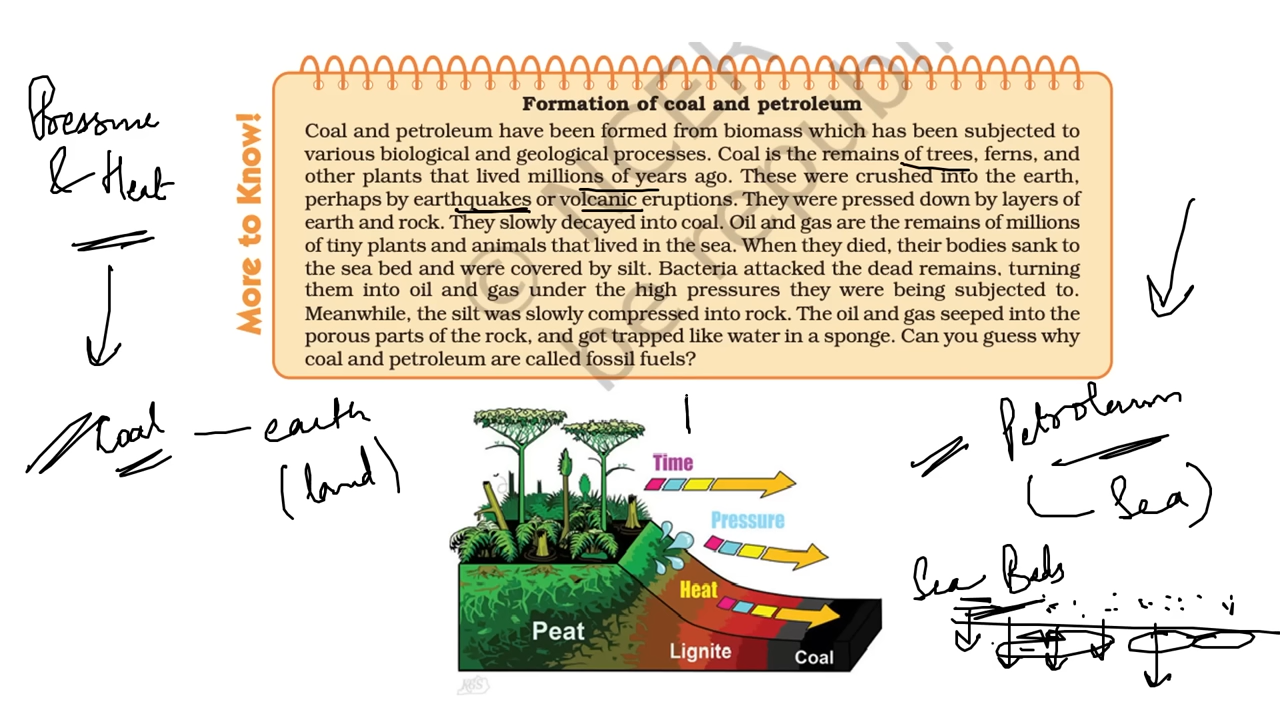 Pressure
& Heat
Coal — earth
(land)
More to Know!
Formation of coal and petroleum
Coal and petroleum have been formed from biomass which has been subjected to
various biological and geological processes. Coal is the remains of trees, ferns, and
other plants that lived millions of years ago. These were crushed into the earth,
perhaps by earthquakes or volcanic eruptions. They were pressed down by layers of
earth and rock. They slowly decayed into coal. Oil and gas are the remains of millions
of tiny plants and animals that lived in the sea. When they died, their bodies sank to
the sea bed and were covered by silt. Bacteria attacked the dead remains, turning
them into oil and gas under the high pressures they were being subjected to.
Meanwhile, the silt was slowly compressed into rock. The oil and gas seeped into the
porous parts of the rock, and got trapped like water in a sponge. Can you guess why
coal and petroleum are called fossil fuels?
© NCER
be republi
Time
Pressure
Heat
Peat
Lignite
Coal
Petroleum
(Sea)
Sea Beds